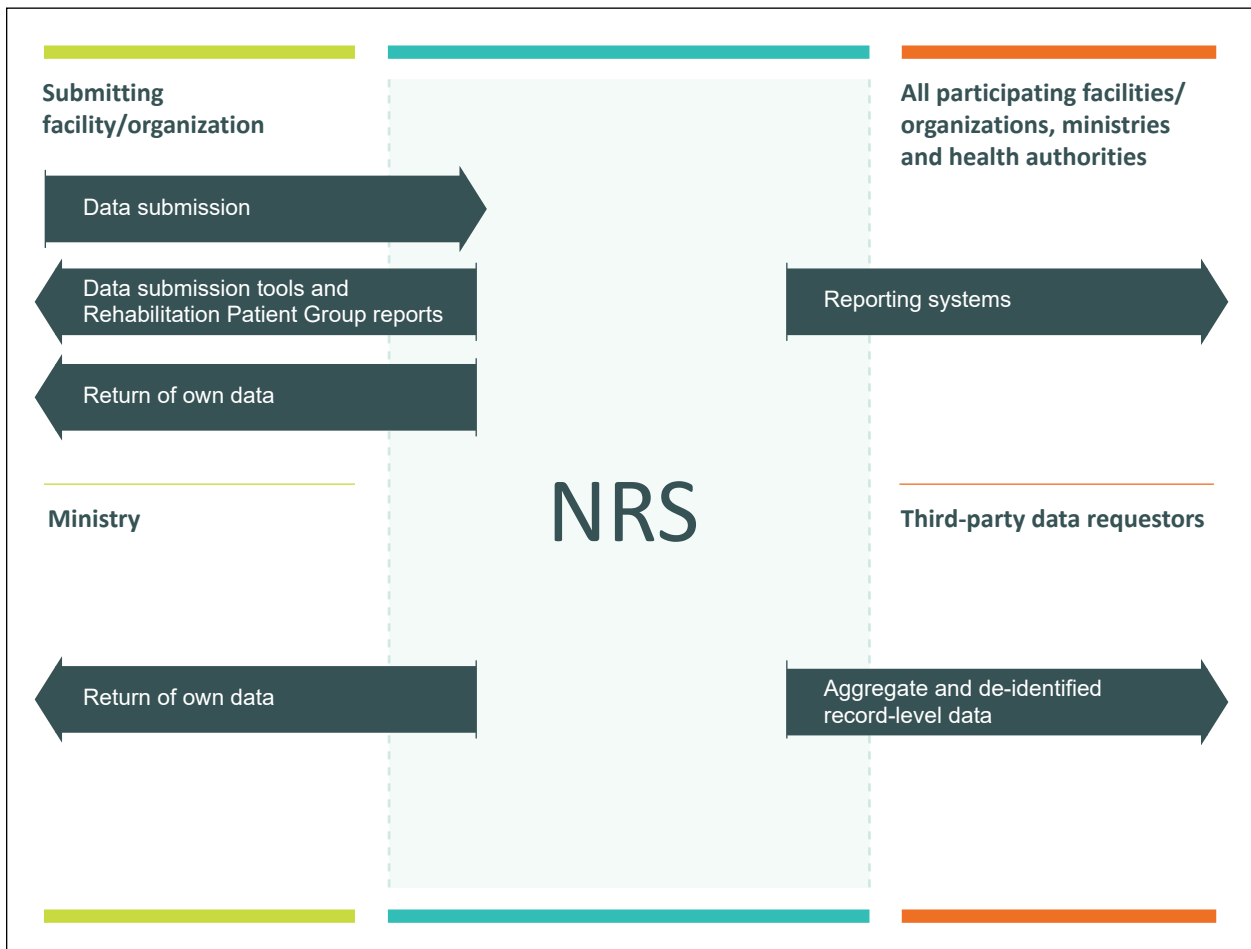 Submitting
facility/organization
Data submission
Data submission tools and
Rehabilitation Patient Group reports
Return of own data
Ministry
Return of own data
NRS
All participating facilities/
organizations, ministries
and health authorities
Reporting systems
Third-party data requestors
Aggregate and de-identified
record-level data